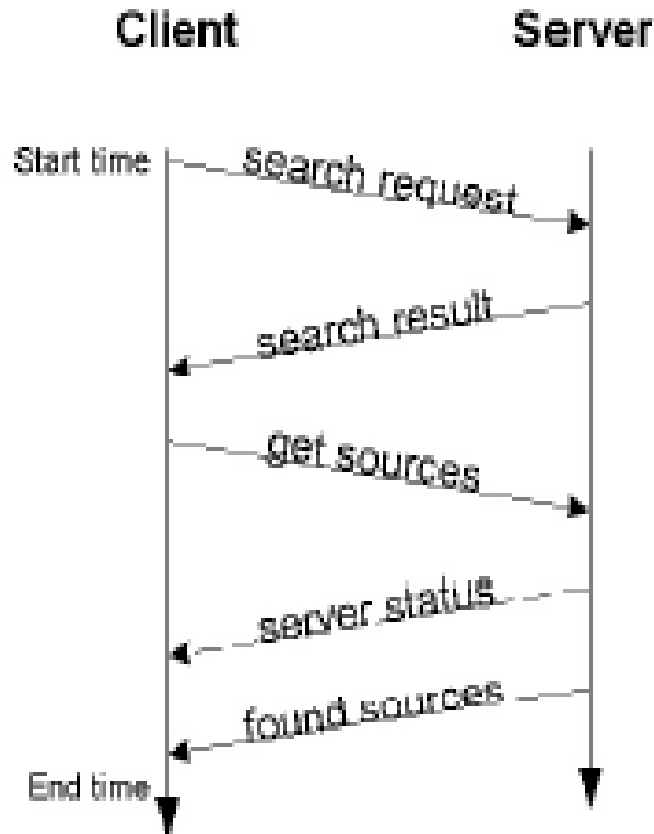 Client
Server
Start time
search request
search result
get sources
server status
found sources
End time